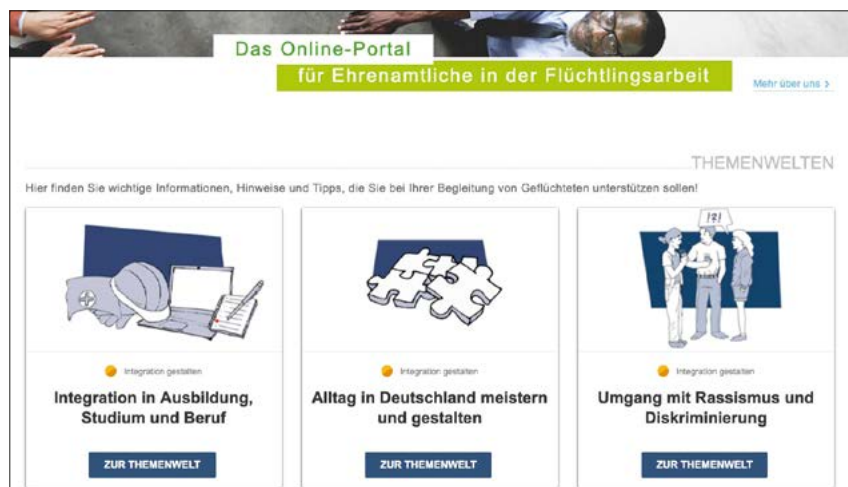 Das Online-Portal
für Ehrenamtliche in der Flüchtlingsarbeit
Mehr über uns >
THEMENWELTEN
Hier finden Sie wichtige Informationen, Hinweise und Tipps, die Sie bei Ihrer Begleitung von Geflüchteten unterstützen sollen!
!?!
Integration gestalten
Integration in Ausbildung,
Studium und Beruf
ZUR THEMENWELT
Integration gestalten
Alltag in Deutschland meistern
und gestalten
ZUR THEMENWELT
Integration gestalten
Umgang mit Rassismus und
Diskriminierung
ZUR THEMENWELT